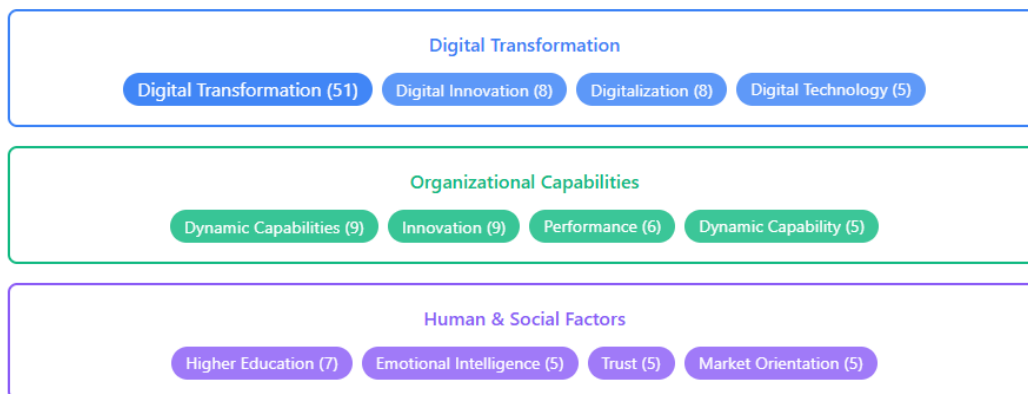 Digital Transformation
Digital Transformation (51) Digital Innovation (8) Digitalization (8) Digital Technology (5)
Organizational Capabilities
Dynamic Capabilities (9) Innovation (9) Performance (6) Dynamic Capability (5)
Human & Social Factors
Higher Education (7) Emotional Intelligence (5) Trust (5) Market Orientation (5)